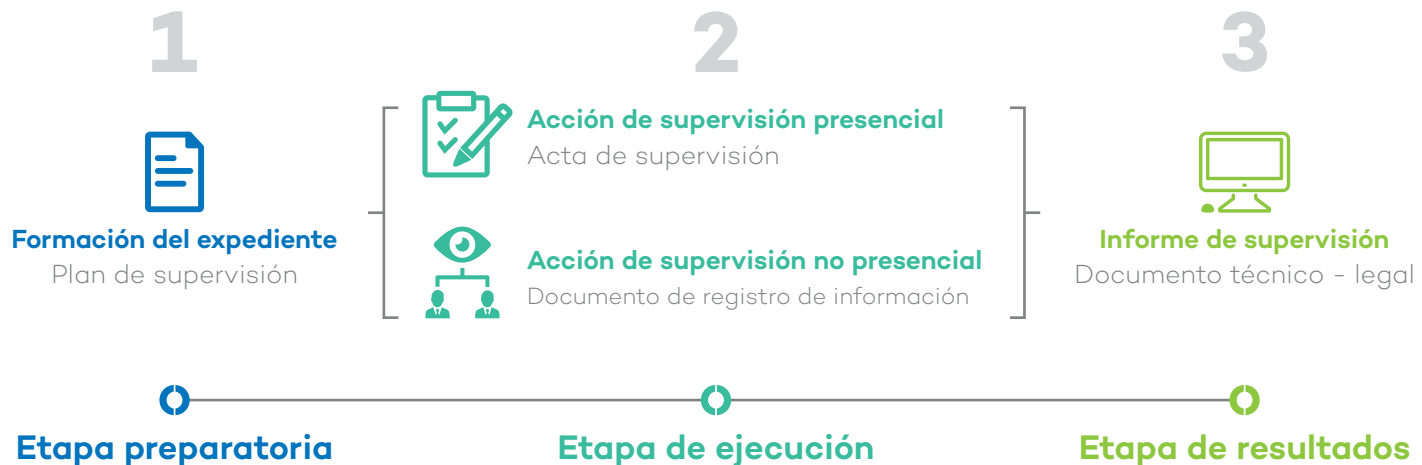 1
Formación del expediente
Plan de supervisión
2
Acción de supervisión presencial
Acta de supervisión
Acción de supervisión no presencial
Documento de registro de información
3
Informe de supervisión
Documento técnico - legal
Etapa preparatoria
Etapa de ejecución
Etapa de resultados